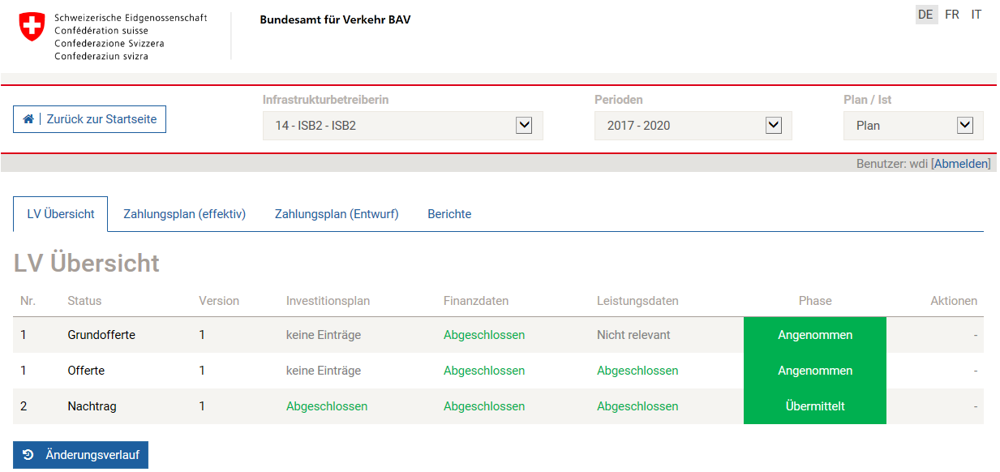 Schweizerische Eidgenossenschaft
Confédération suisse
Confederazione Svizzera
Confederaziun svizra
Bundesamt für Verkehr BAV
DE FR IT
Zurück zur Startseite
Infrastrukturbetreiberin
14 - ISB2 - ISB2
Perioden
2017 - 2020
Plan / Ist
Plan
Benutzer: wdi [Abmelden]
LV Übersicht Zahlungsplan (effektiv) Zahlungsplan (Entwurf) Berichte
LV Übersicht
Nr. Status Version Investitionsplan Finanzdaten Leistungsdaten Phase Aktionen
1 Grundofferte 1 keine Einträge Abgeschlossen Nicht relevant Angenommen -
1 Offerte 1 keine Einträge Abgeschlossen Abgeschlossen Angenommen -
2 Nachtrag 1 Abgeschlossen Abgeschlossen Abgeschlossen Übermittelt -
Änderungsverlauf